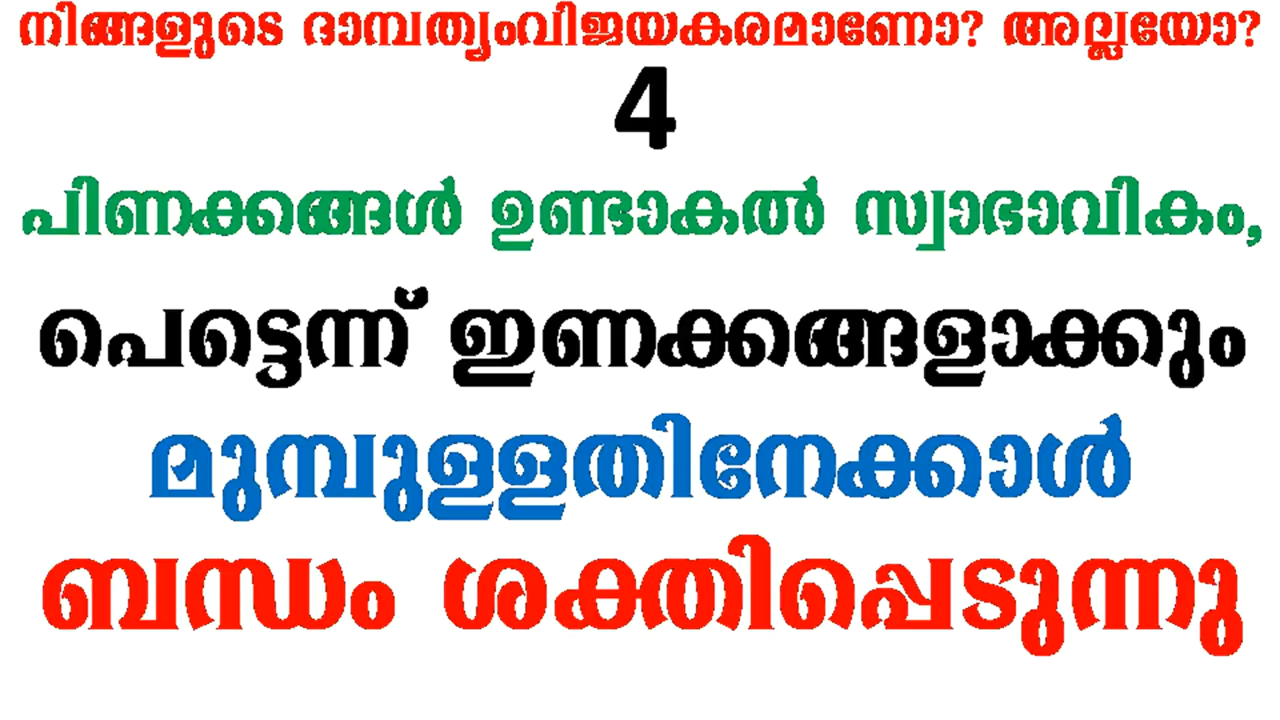 നിങ്ങളുടെ ദാമ്പത്യംവിജയകരമാണോ? അല്ലയോ?
4
പിണക്കങ്ങൾ ഉണ്ടാകൽ സ്വാഭാവികം,
പെട്ടെന്ന് ഇണക്കങ്ങളാക്കും
മുമ്പുള്ളതിനേക്കാൾ
ബന്ധം ശക്തിപ്പെടുന്നു